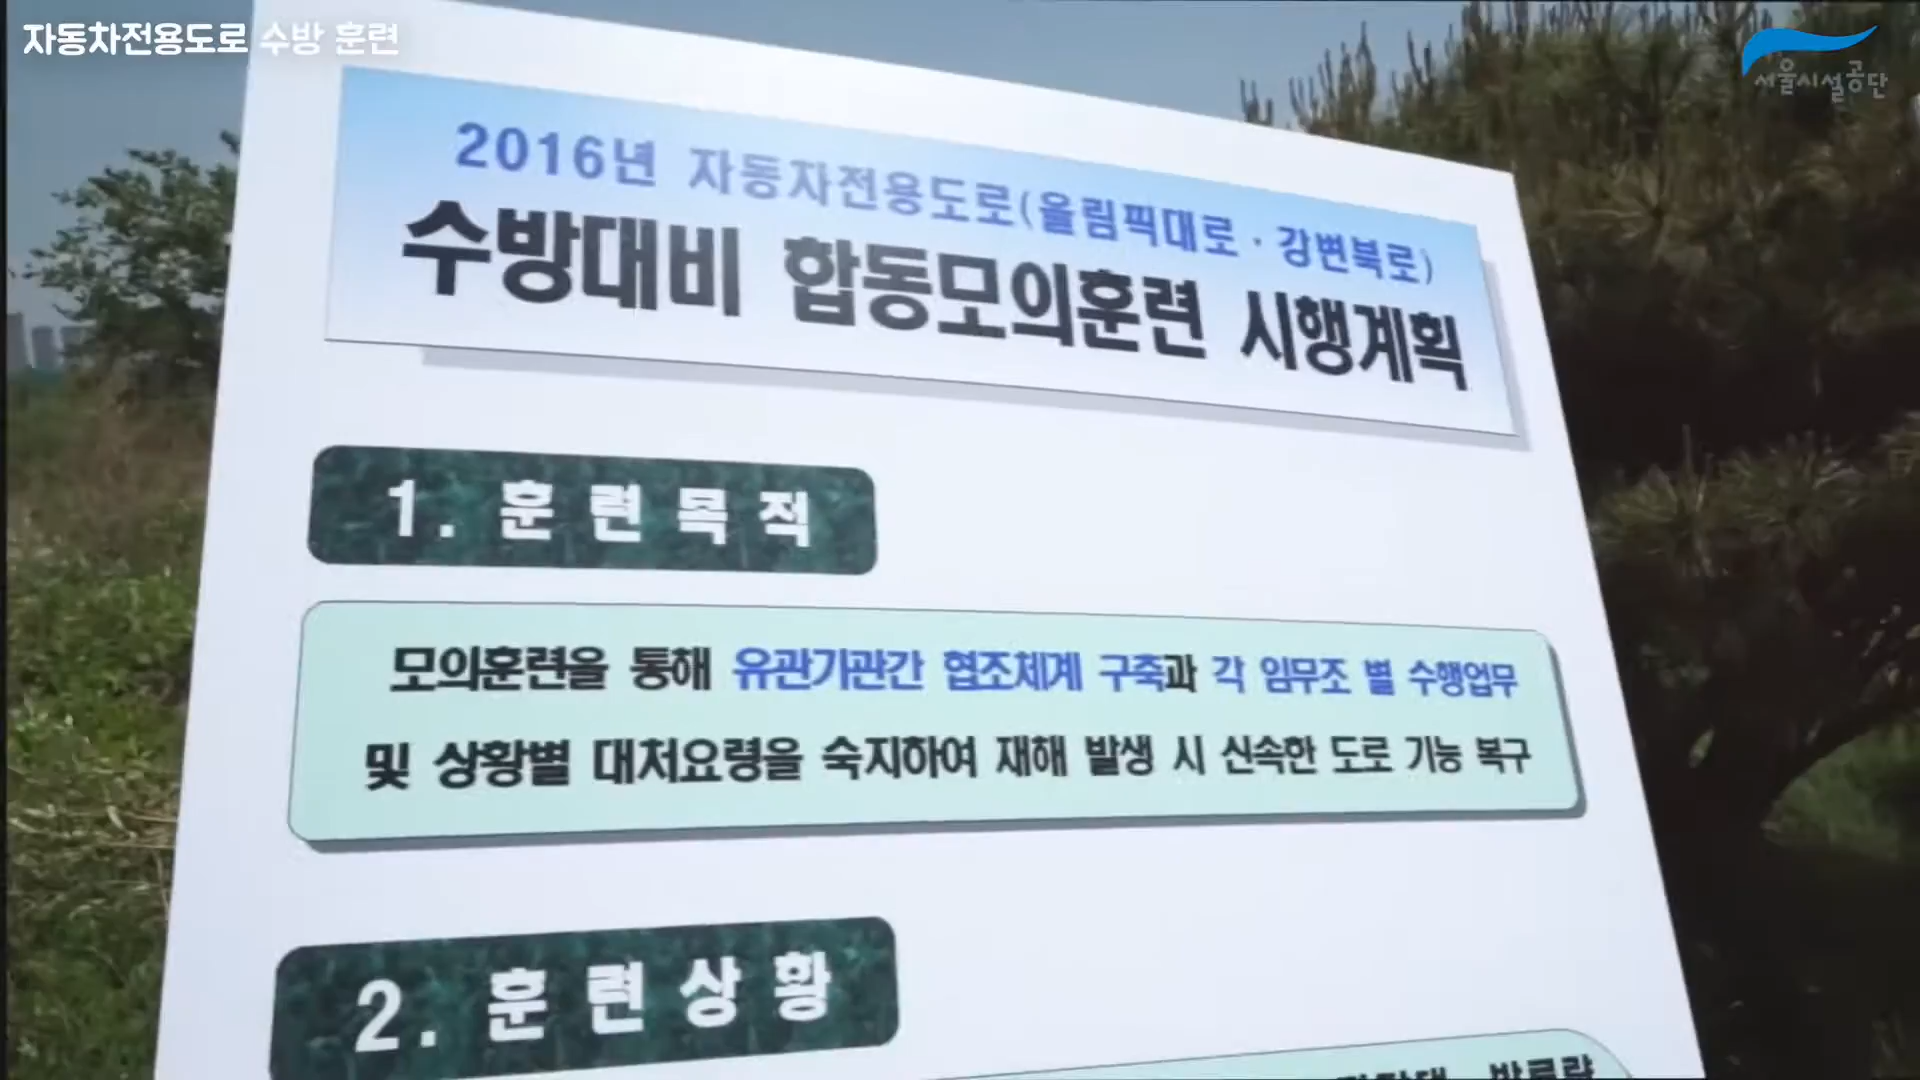 자동차전용도로 수방 훈련
서울시설공단
2016년 자동차전용도로(올림픽대로·강변북로)
수방대비 합동모의훈련 시행계획
1. 훈련목적
모의훈련을 통해 유관기관간 협조체계 구축과 각 임무조 별 수행업무
및 상황별 대처요령을 숙지하여 재해 발생 시 신속한 도로 기능 복구
2. 훈련상황
방류량